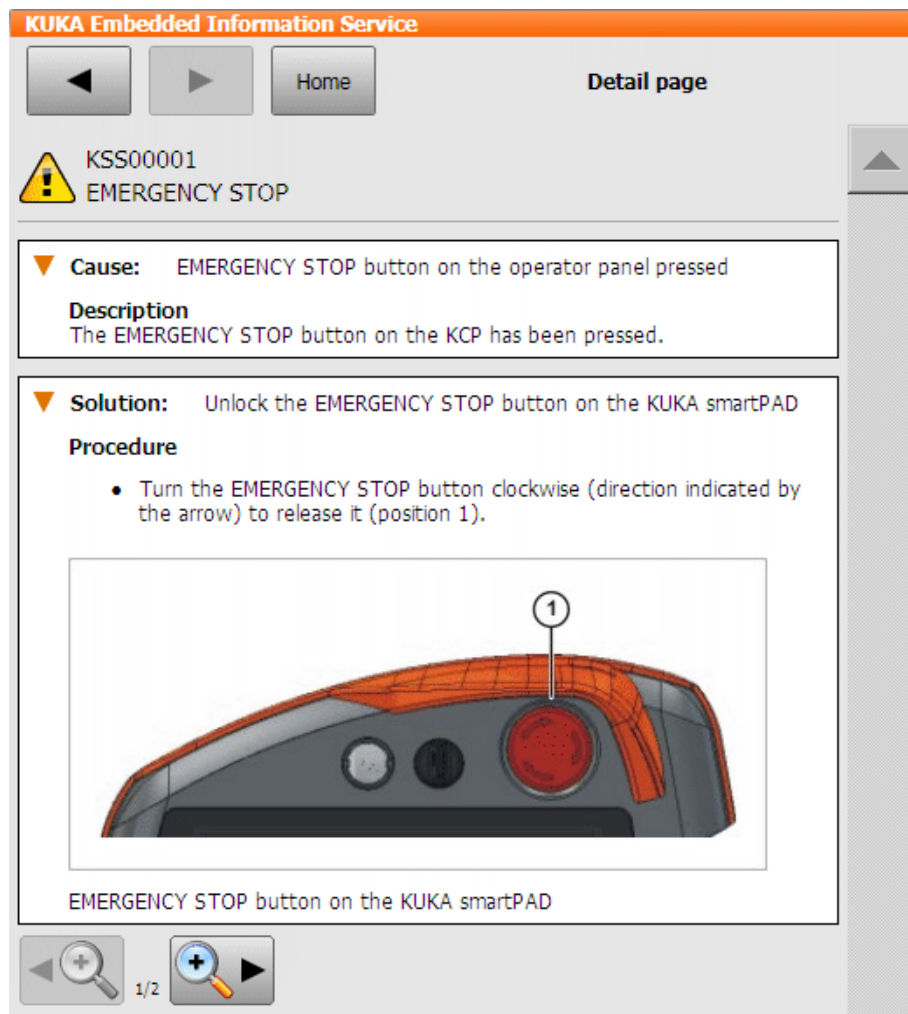 KUKA Embedded Information Service
Home
Detail page
KSS00001
EMERGENCY STOP
Cause: EMERGENCY STOP button on the operator panel pressed
Description
The EMERGENCY STOP button on the KCP has been pressed.
Solution: Unlock the EMERGENCY STOP button on the KUKA smartPAD
Procedure
• Turn the EMERGENCY STOP button clockwise (direction indicated by
the arrow) to release it (position 1).
1
EMERGENCY STOP button on the KUKA smartPAD
1/2